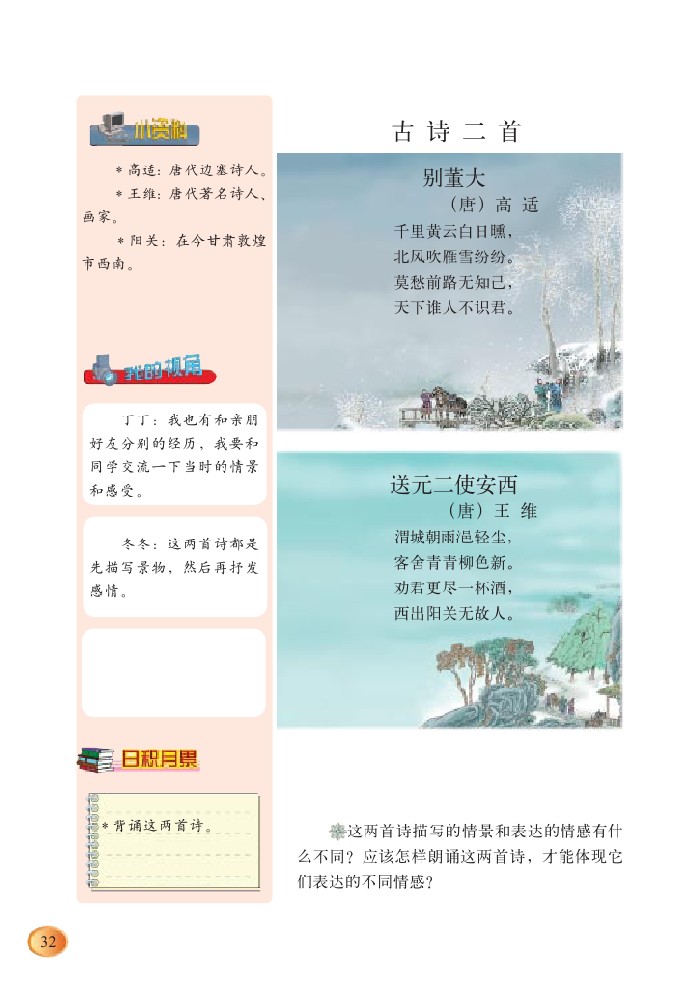 小资料
*高适：唐代边塞诗人。
*王维：唐代著名诗人、
画家。
*阳关：在今甘肃敦煌
市西南。
我的视角
丁丁：我也有和亲朋
好友分别的经历，我要和
同学交流一下当时的情景
和感受。
冬冬：这两首诗都是
先描写景物，然后再抒发
感情。
日积月累
*背诵这两首诗。
古诗二首
别董大
（唐）高 适
千里黄云白日曛，
北风吹雁雪纷纷。
莫愁前路无知己，
天下谁人不识君。
送元二使安西
（唐）王 维
渭城朝雨浥轻尘，
客舍青青柳色新。
劝君更尽一杯酒，
西出阳关无故人。
这两首诗描写的情景和表达的情感有什
么不同？应该怎样朗诵这两首诗，才能体现它
们表达的不同情感？
32